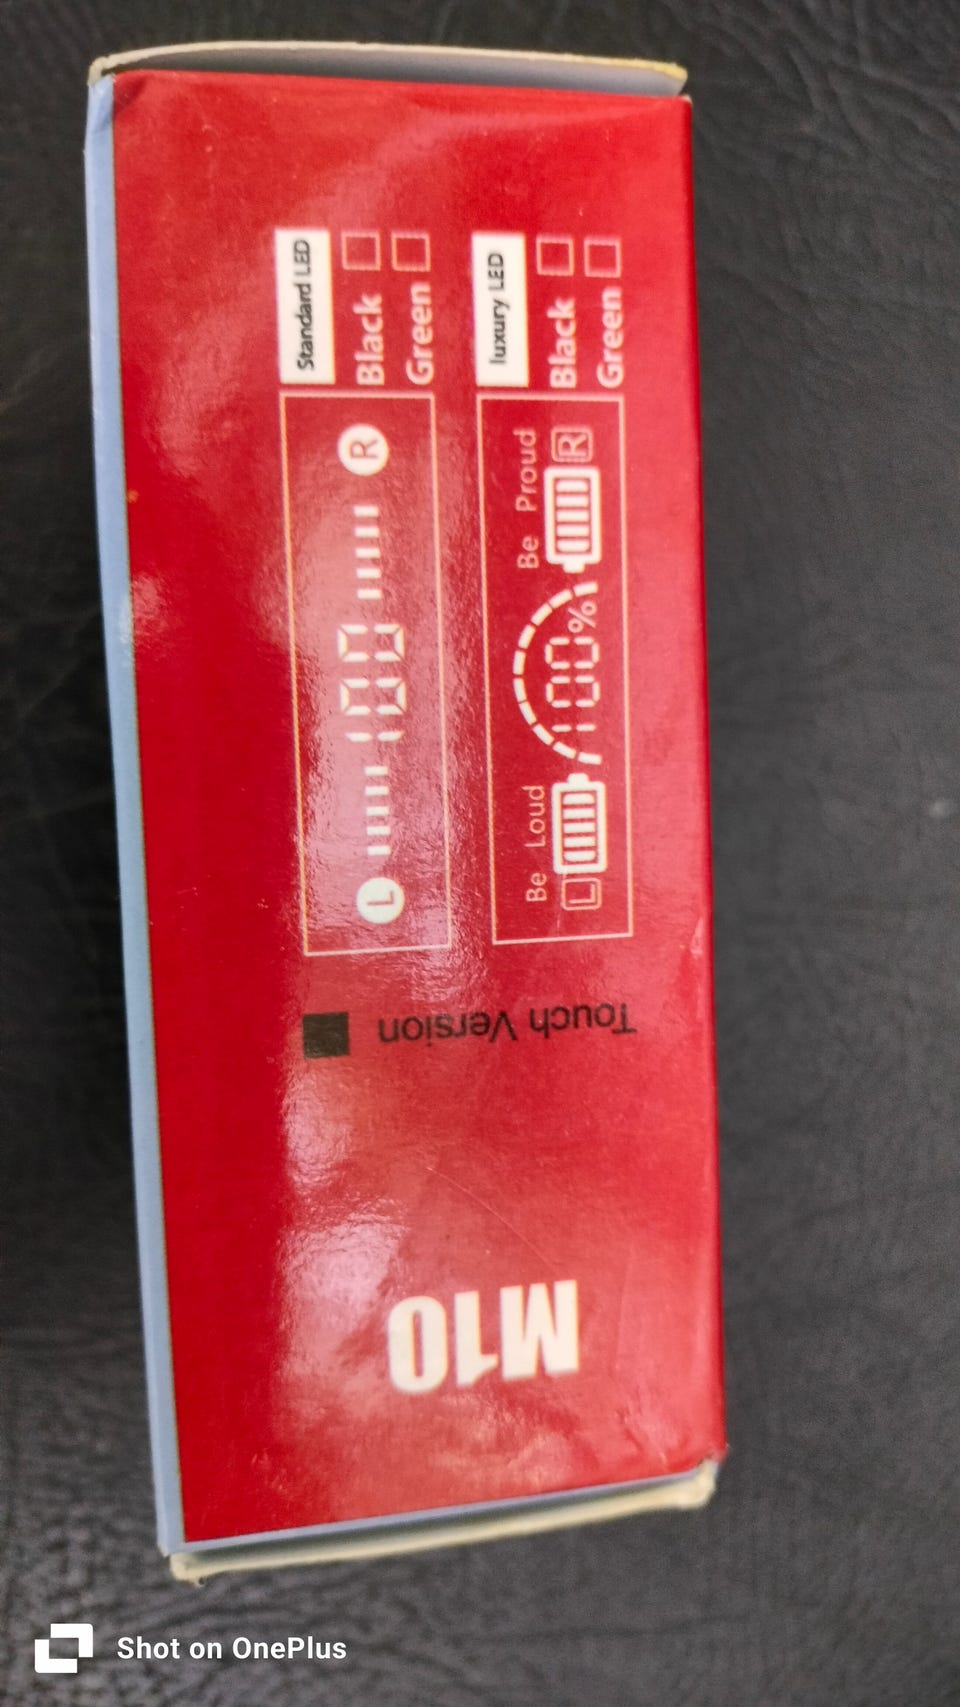 Standard LED
Black
Green
L 100 R
luxury LED
Black
Green
Be Loud Be Proud
L 100% R
Touch Version
M10
Shot on OnePlus